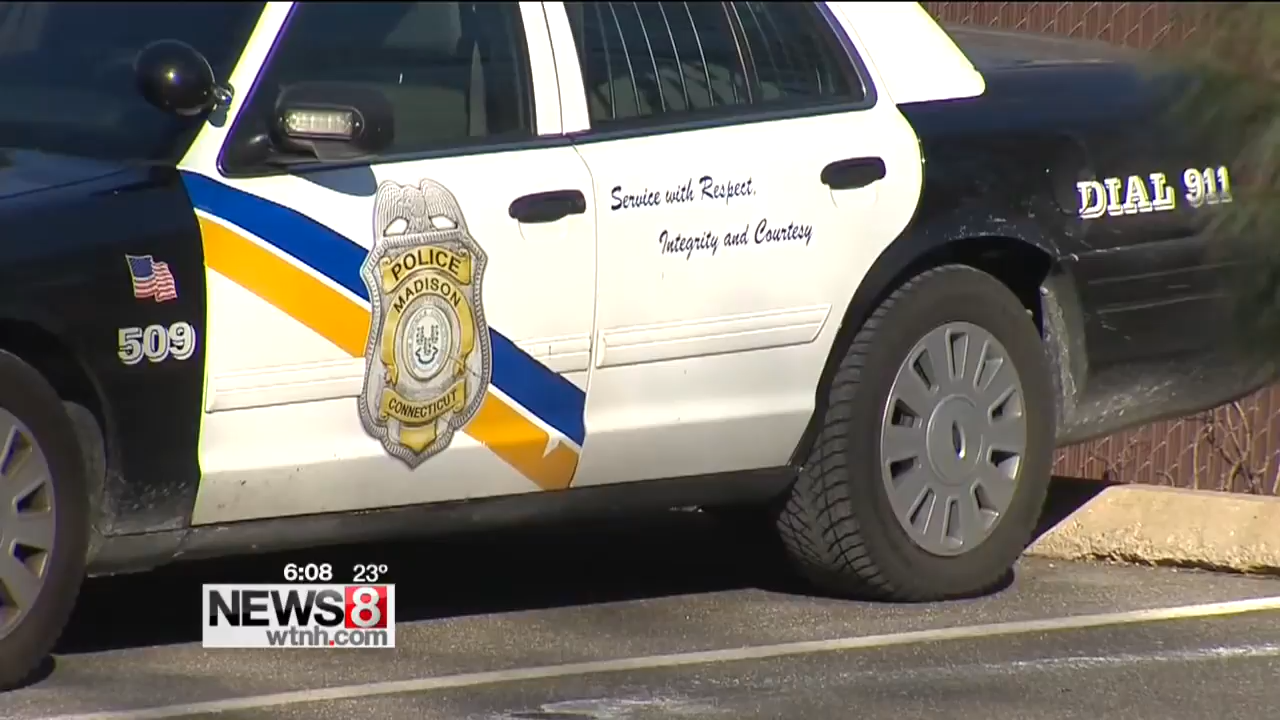 Service with Respect,
Integrity and Courtesy
DIAL 911
POLICE
MADISON
CONNECTICUT
509
6:08 23°
NEWS8
wtnh.com